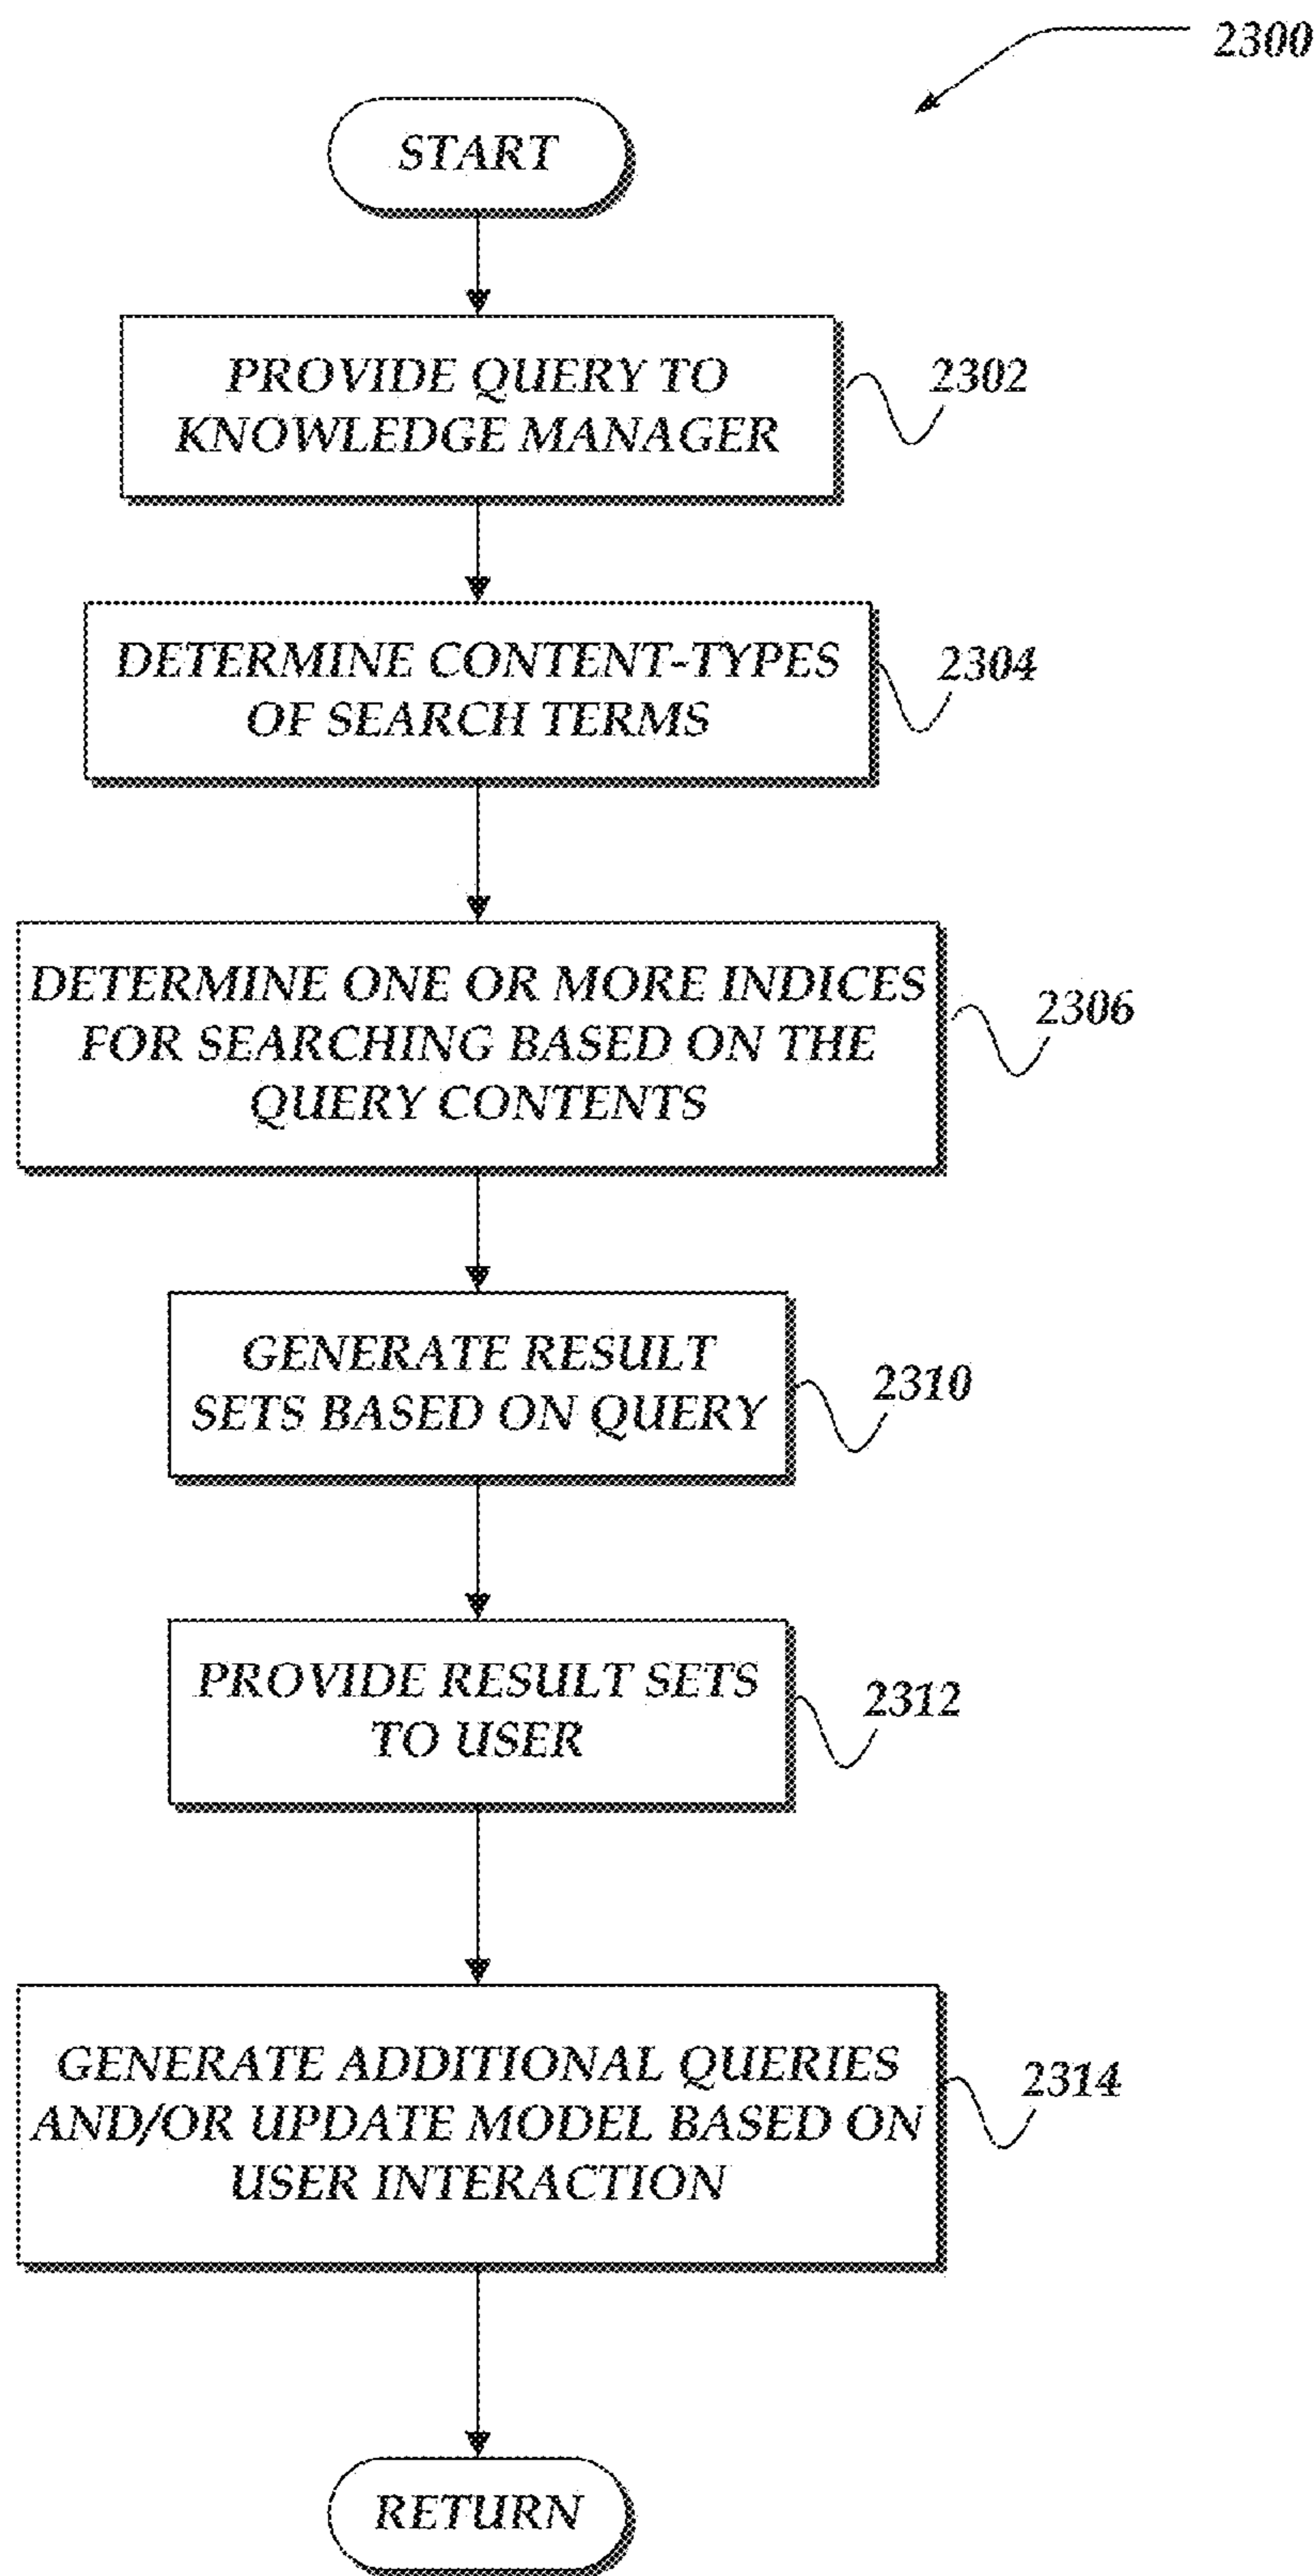 2300
START
PROVIDE QUERY TO
KNOWLEDGE MANAGER
2302
DETERMINE CONTENT-TYPES
OF SEARCH TERMS
2304
DETERMINE ONE OR MORE INDICES
FOR SEARCHING BASED ON THE
QUERY CONTENTS
2306
GENERATE RESULT
SETS BASED ON QUERY
2310
PROVIDE RESULT SETS
TO USER
2312
GENERATE ADDITIONAL QUERIES
AND/OR UPDATE MODEL BASED ON
USER INTERACTION
2314
RETURN